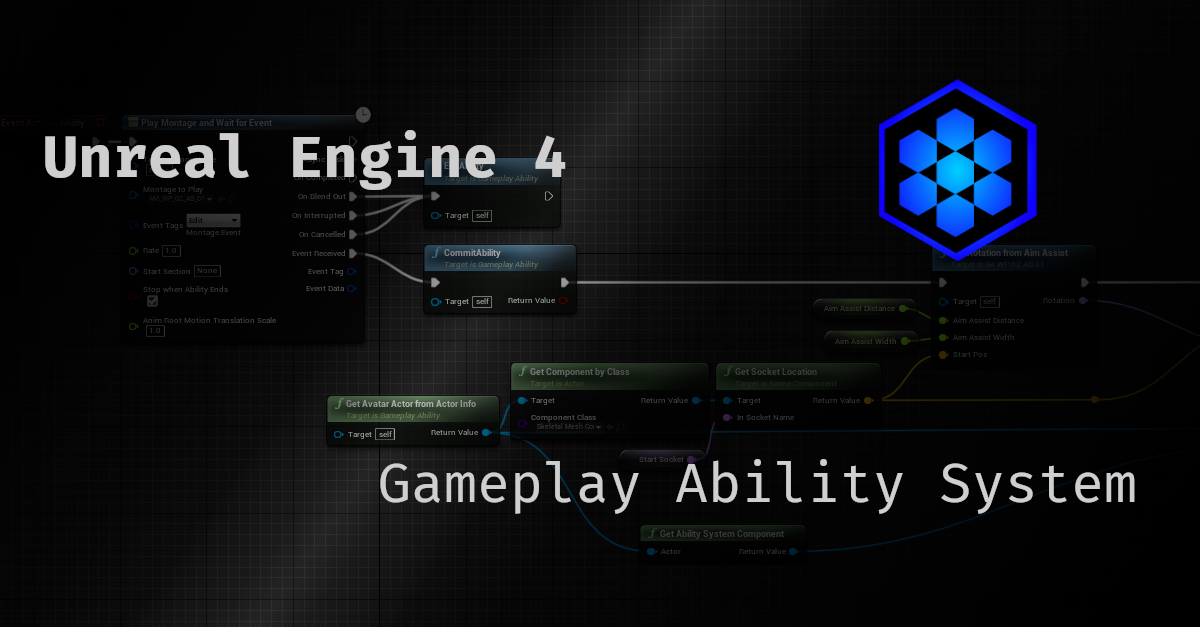 Play Montage and Wait for Event
Unreal Engine 4
Target is Gameplay Ability
Montage to Play
On Blend Out
On Interrupted
On Cancelled
Event Received
Event Tag
Event Data
Event Tags
Edit
Montage.Event
Rate 1.0
Start Section None
Stop when Ability Ends
Anim Root Motion Translation Scale
1.0
Target self
CommitAbility
Target is Gameplay Ability
Target self
Return Value
Rotation from Aim Assist
Target self
Rotation
Aim Assist Distance
Aim Assist Distance
Aim Assist Width
Aim Assist Width
Start Pos
Get Component by Class
Target is Actor
Target
Return Value
Component Class
Skeletal Mesh Co
Get Socket Location
Target is Scene Component
Target
Return Value
In Socket Name
Get Avatar Actor from Actor Info
Target is Gameplay Ability
Target self
Return Value
Start Socket
Gameplay Ability System
Get Ability System Component
Actor
Return Value